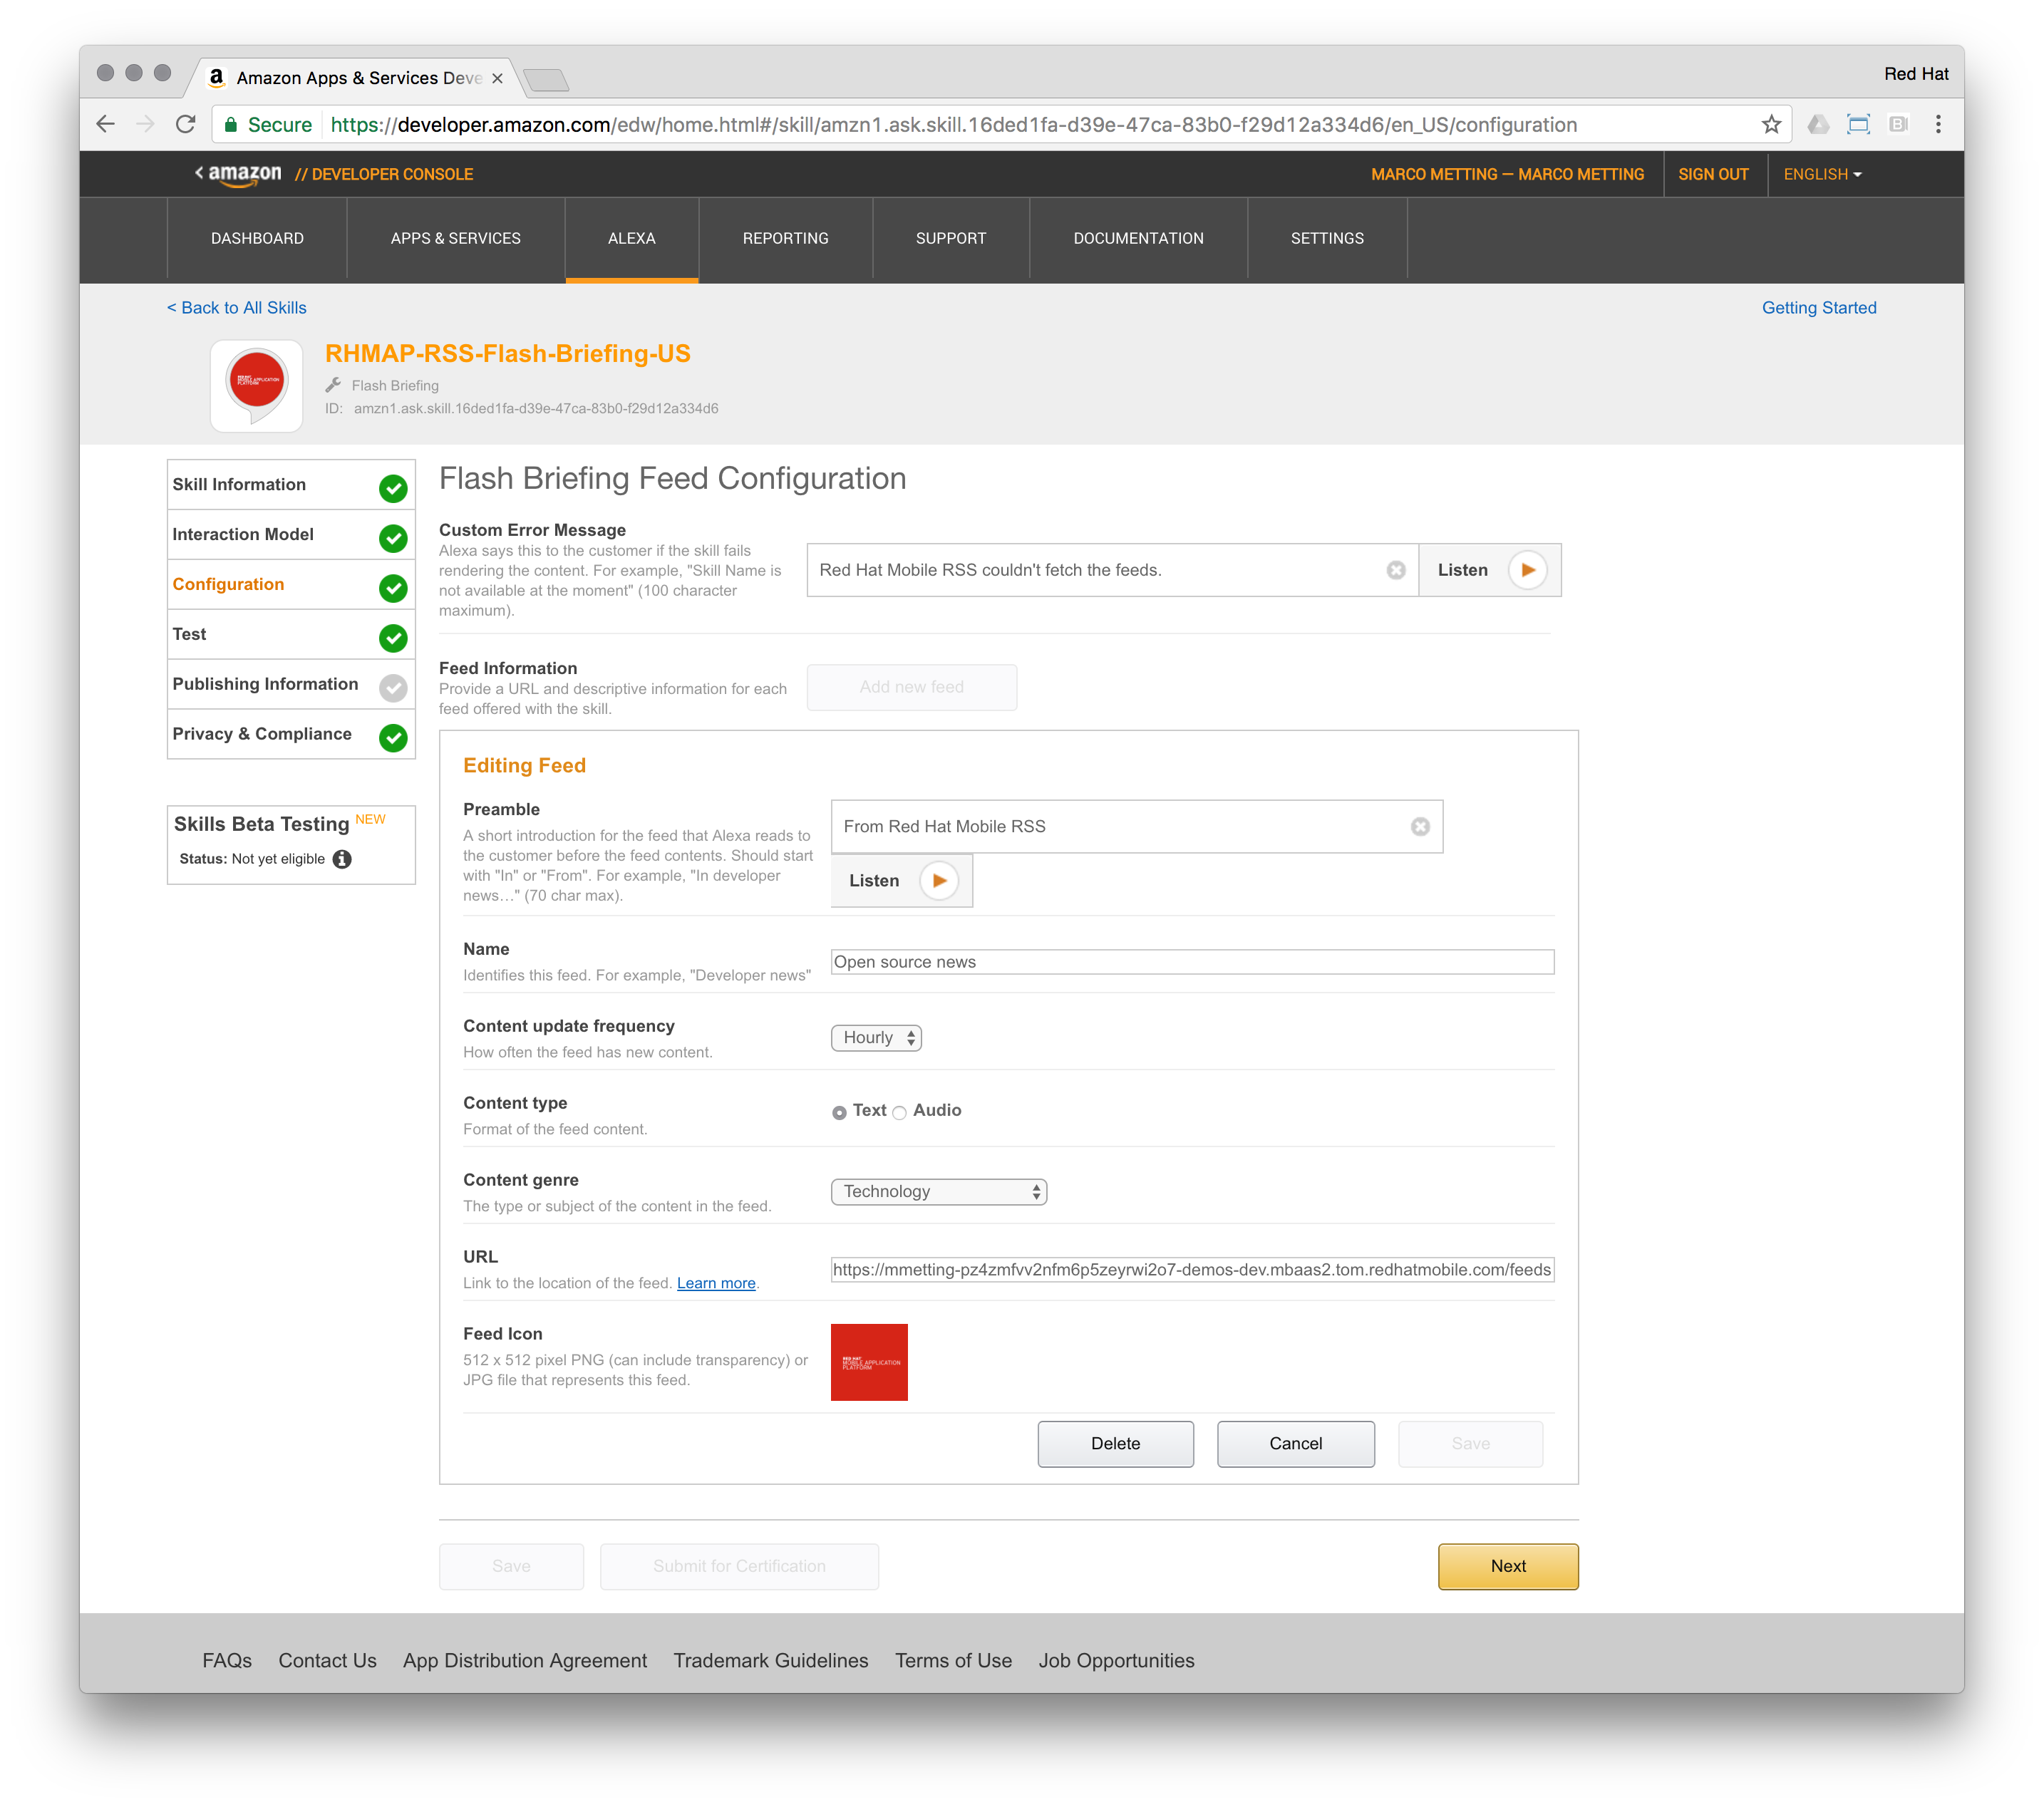 Amazon Apps & Services Deve
Red Hat
Secure https://developer.amazon.com/edw/home.html#/skill/amzn1.ask.skill.16ded1fa-d39e-47ca-83b0-f29d12a334d6/en_US/configuration
< amazon // DEVELOPER CONSOLE
MARCO METTING — MARCO METTING SIGN OUT ENGLISH
DASHBOARD APPS & SERVICES ALEXA REPORTING SUPPORT DOCUMENTATION SETTINGS
< Back to All Skills Getting Started
RED HAT
MOBILE APPLICATION
PLATFORM
RHMAP-RSS-Flash-Briefing-US
Flash Briefing
ID: amzn1.ask.skill.16ded1fa-d39e-47ca-83b0-f29d12a334d6
Skill Information
Interaction Model
Configuration
Test
Publishing Information
Privacy & Compliance
Skills Beta Testing NEW
Status: Not yet eligible
Flash Briefing Feed Configuration
Custom Error Message
Alexa says this to the customer if the skill fails
rendering the content. For example, "Skill Name is
not available at the moment" (100 character
maximum).
Red Hat Mobile RSS couldn't fetch the feeds.
Listen
Feed Information
Provide a URL and descriptive information for each
feed offered with the skill.
Add new feed
Editing Feed
Preamble
A short introduction for the feed that Alexa reads to
the customer before the feed contents. Should start
with "In" or "From". For example, "In developer
news…" (70 char max).
From Red Hat Mobile RSS
Listen
Name
Identifies this feed. For example, "Developer news"
Open source news
Content update frequency
How often the feed has new content.
Hourly
Content type
Format of the feed content.
Text Audio
Content genre
The type or subject of the content in the feed.
Technology
URL
Link to the location of the feed. Learn more.
https://mmetting-pz4zmfvv2nfm6p5zeyrwi2o7-demos-dev.mbaas2.tom.redhatmobile.com/feeds
Feed Icon
512 x 512 pixel PNG (can include transparency) or
JPG file that represents this feed.
RED HAT
MOBILE APPLICATION
PLATFORM
Delete Cancel Save
Save Submit for Certification Next
FAQs Contact Us App Distribution Agreement Trademark Guidelines Terms of Use Job Opportunities